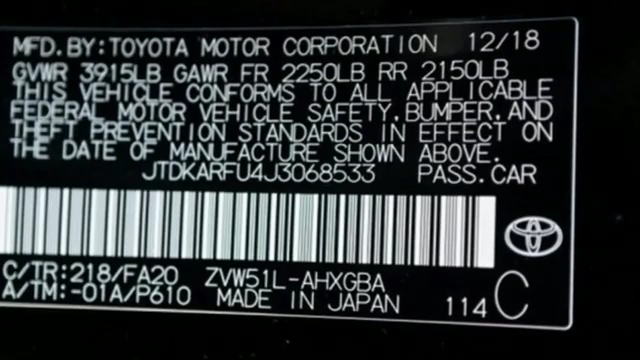 MFD.BY:TOYOTA MOTOR CORPORATION 12/18
GVWR 3915LB GAWR FR 2250LB RR 2150LB
THIS VEHICLE CONFORMS TO ALL APPLICABLE
FEDERAL MOTOR VEHICLE SAFETY,BUMPER,AND
THEFT PREVENTION STANDARDS IN EFFECT ON
THE DATE OF MANUFACTURE SHOWN ABOVE.
JTDKARFU4J3068533 PASS.CAR
C/TR:218/FA20 ZVW51L-AHXGBA
A/TM:-01A/P610 MADE IN JAPAN 114 C